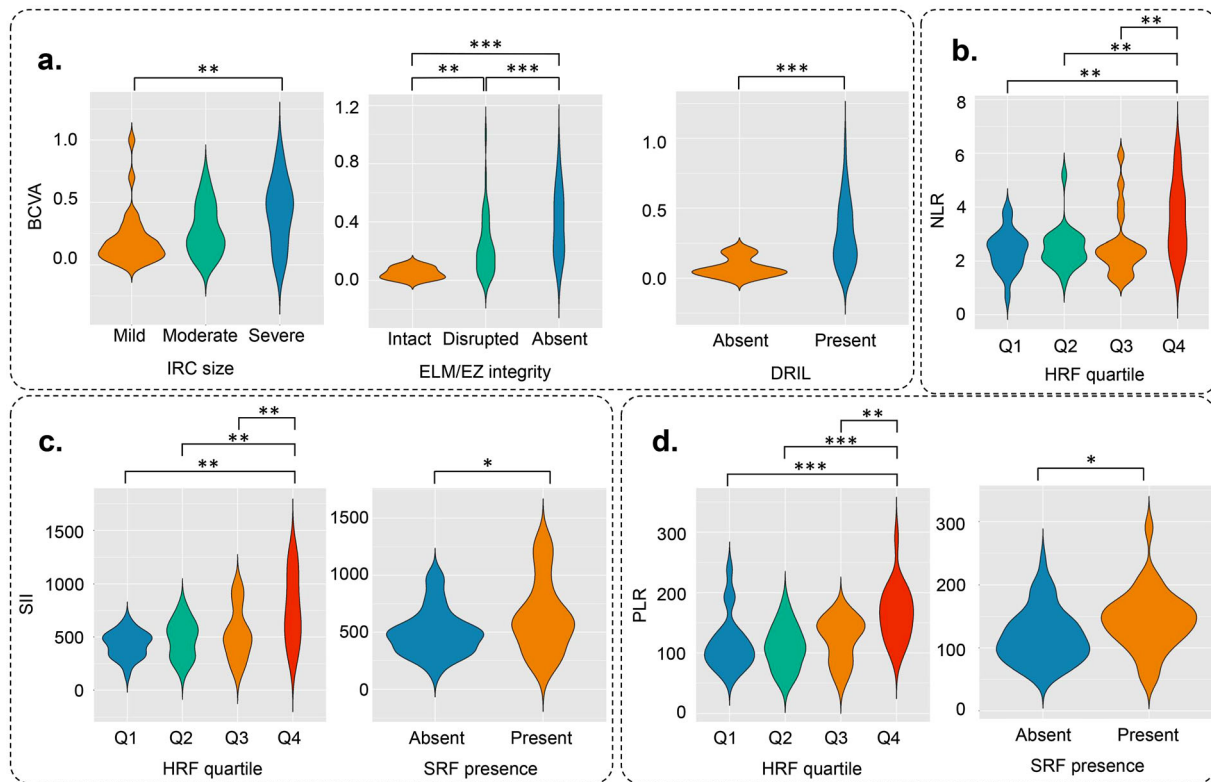 a.
**
***
**
***
***
BCVA
1.0
0.5
0.0
Mild
Moderate
Severe
IRC size
1.2
0.8
0.4
0.0
Intact
Disrupted
Absent
ELM/EZ integrity
1.0
0.5
0.0
Absent
Present
DRIL
b.
**
**
**
NLR
8
6
4
2
0
Q1
Q2
Q3
Q4
HRF quartile
c.
**
**
**
SII
1500
1000
500
0
Q1
Q2
Q3
Q4
HRF quartile
*
1500
1000
500
0
Absent
Present
SRF presence
d.
**
***
***
PLR
300
200
100
0
Q1
Q2
Q3
Q4
HRF quartile
*
300
200
100
0
Absent
Present
SRF presence